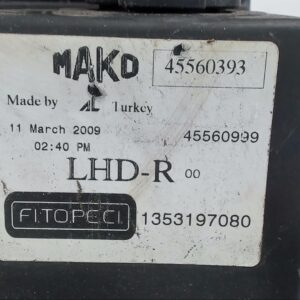 MAKO 45560393
Made by Turkey
11 March 2009 45560999
02:40 PM
LHD-R 00
FITOPECI 1353197080